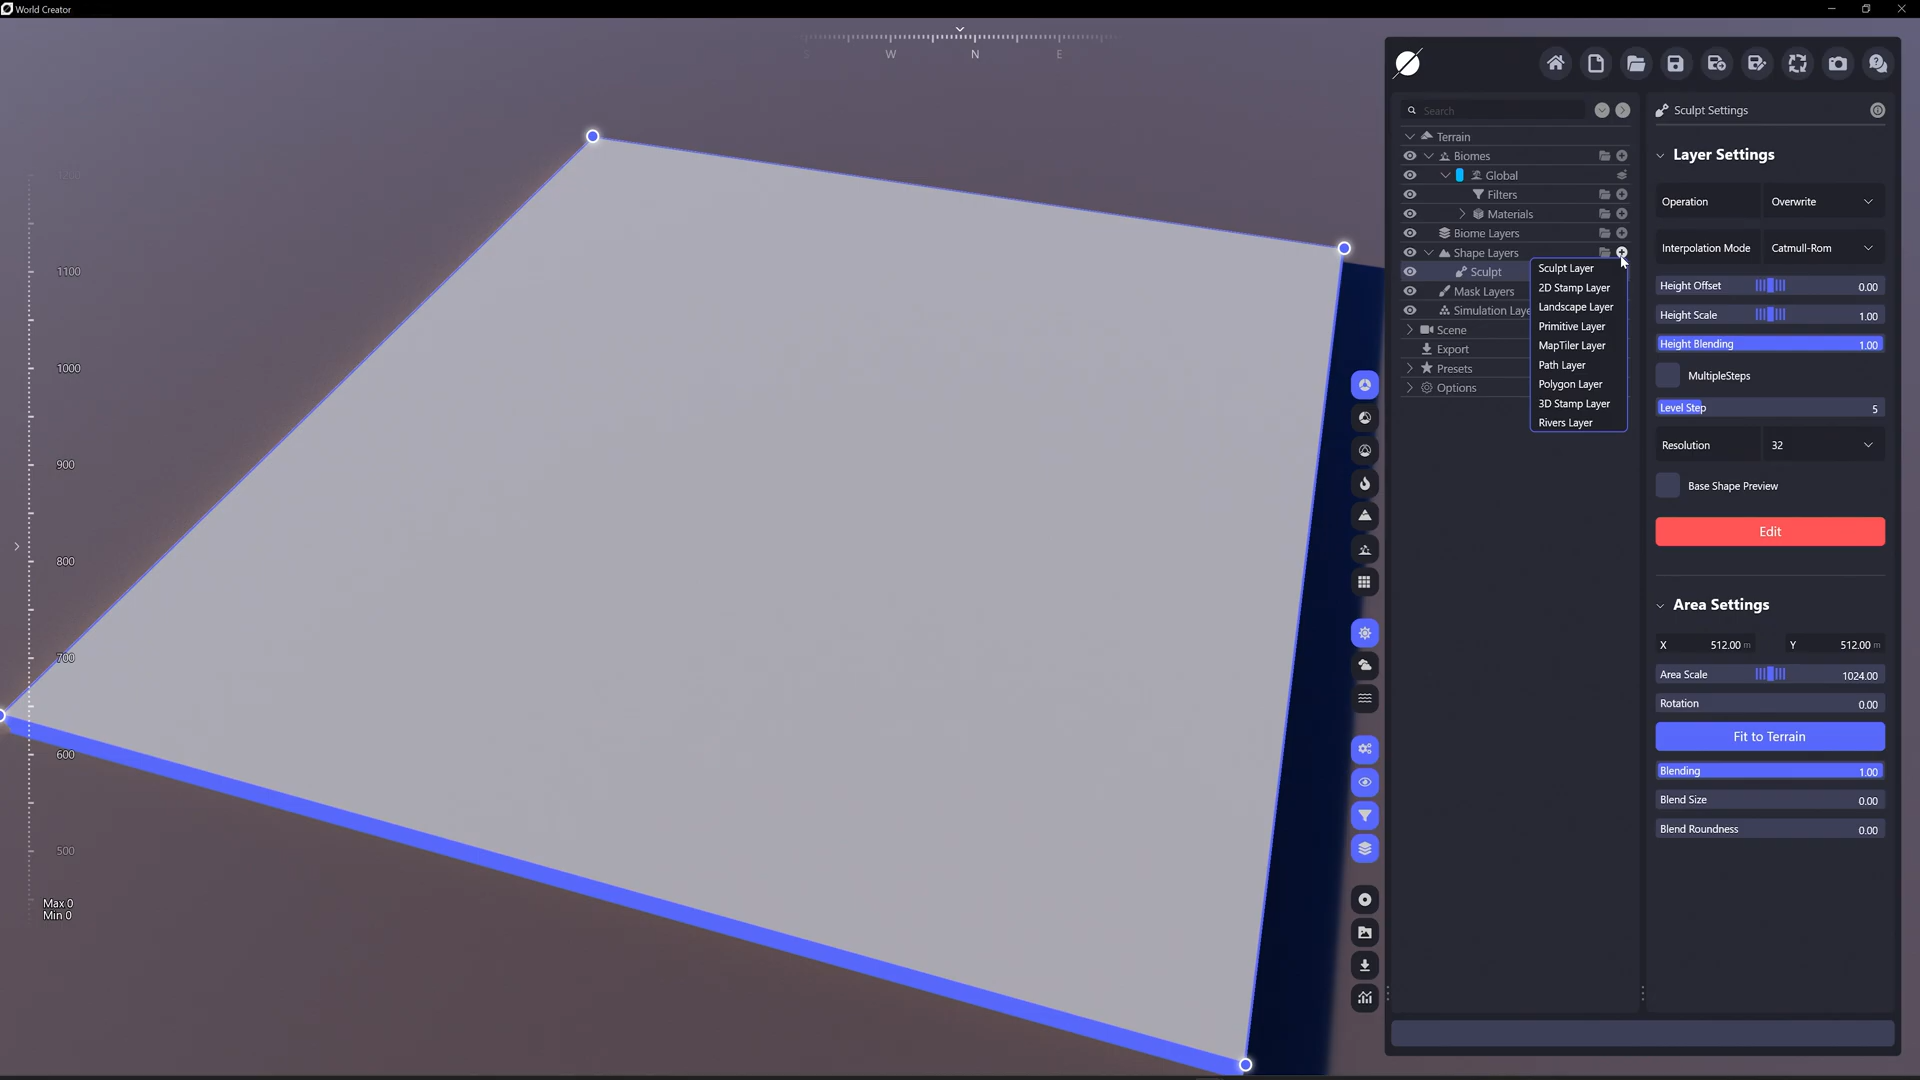 World Creator
S W N E
1200
1100
1000
900
800
700
600
500
Max 0
Min 0
Search
Terrain
Biomes
Global
Filters
Materials
Biome Layers
Shape Layers
Sculpt
Mask Layers
Simulation Laye
Scene
Export
Presets
Options
Sculpt Layer
2D Stamp Layer
Landscape Layer
Primitive Layer
MapTiler Layer
Path Layer
Polygon Layer
3D Stamp Layer
Rivers Layer
Sculpt Settings
Layer Settings
Operation Overwrite
Interpolation Mode Catmull-Rom
Height Offset 0.00
Height Scale 1.00
Height Blending 1.00
MultipleSteps
Level Step 5
Resolution 32
Base Shape Preview
Edit
Area Settings
X 512.00 m Y 512.00 m
Area Scale 1024.00
Rotation 0.00
Fit to Terrain
Blending 1.00
Blend Size 0.00
Blend Roundness 0.00